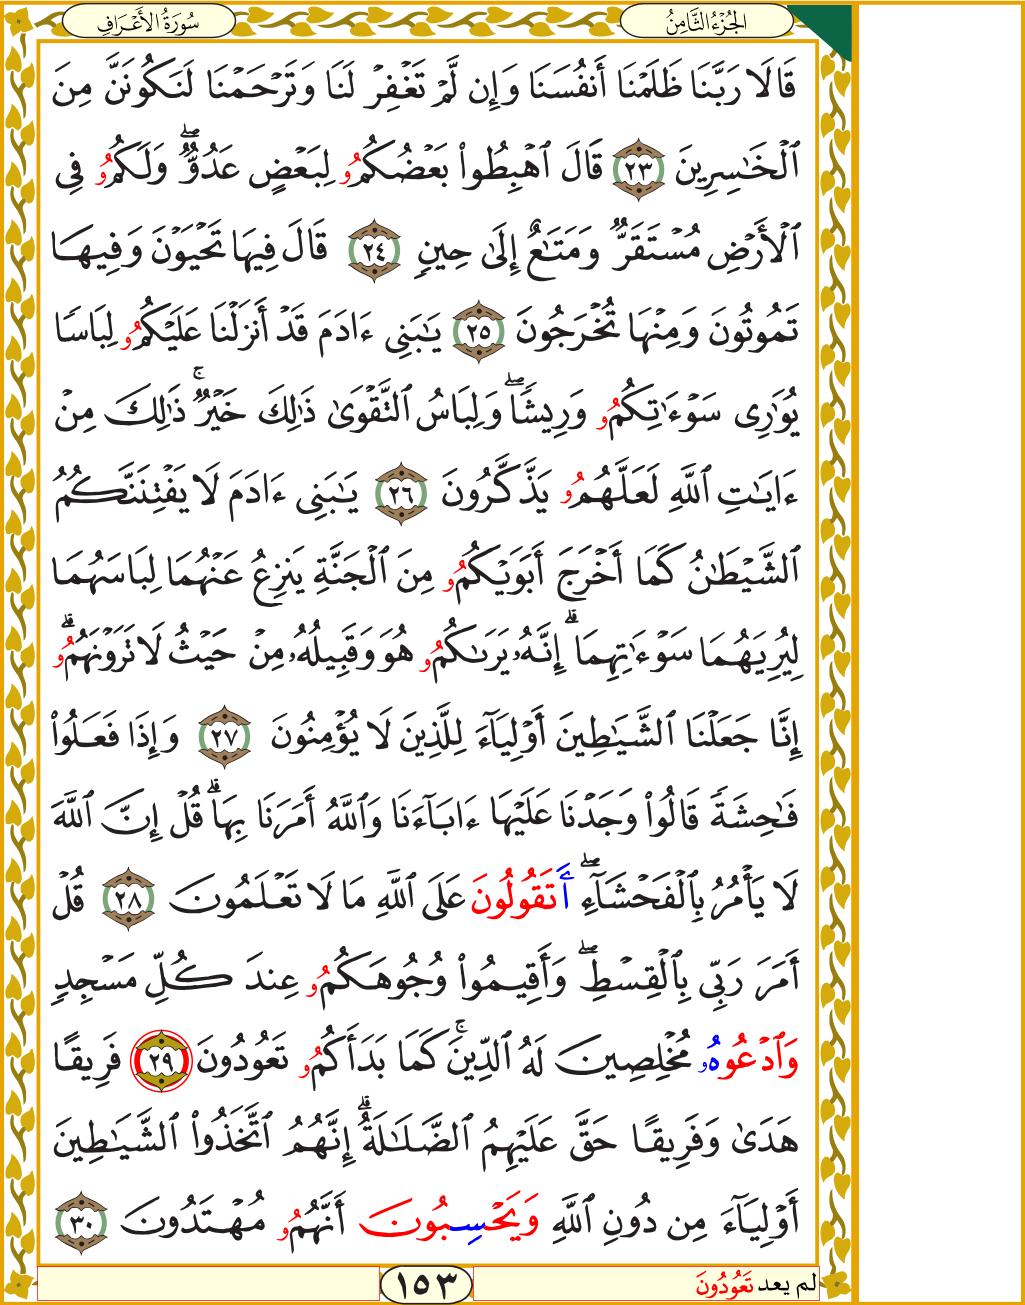 الجُزْءُ الثَّامِنُ
سُورَةُ الأَعْرَافِ
قَالَا رَبَّنَا ظَلَمْنَا أَنفُسَنَا وَإِن لَّمْ تَغْفِرْ لَنَا وَتَرْحَمْنَا لَنَكُونَنَّ مِنَ
ٱلْخَٰسِرِينَ ٢٣ قَالَ ٱهْبِطُوا۟ بَعْضُكُمُۥ لِبَعْضٍ عَدُوٌّۖ وَلَكُمُۥ فِى
ٱلْأَرْضِ مُسْتَقَرٌّ وَمَتَٰعٌ إِلَىٰ حِينٍ ٢٤ قَالَ فِيهَا تَحْيَوْنَ وَفِيهَا
تَمُوتُونَ وَمِنْهَا تُخْرَجُونَ ٢٥ يَٰبَنِى ءَادَمَ قَدْ أَنزَلْنَا عَلَيْكُمُۥ لِبَاسًا
يُوَٰرِى سَوْءَٰتِكُمُۥ وَرِيشًاۖ وَلِبَاسُ ٱلتَّقْوَىٰ ذَٰلِكَ خَيْرٌۚ ذَٰلِكَ مِنْ
ءَايَٰتِ ٱللَّهِ لَعَلَّهُمُۥ يَذَّكَّرُونَ ٢٦ يَٰبَنِى ءَادَمَ لَا يَفْتِنَنَّكُمُ
ٱلشَّيْطَٰنُ كَمَا أَخْرَجَ أَبَوَيْكُمُۥ مِنَ ٱلْجَنَّةِ يَنزِعُ عَنْهُمَا لِبَاسَهُمَا
لِيُرِيَهُمَا سَوْءَٰتِهِمَاۗ إِنَّهُۥ يَرَىٰكُمُۥ هُوَ وَقَبِيلُهُۥ مِنْ حَيْثُ لَا تَرَوْنَهُمُۥۗ
إِنَّا جَعَلْنَا ٱلشَّيَٰطِينَ أَوْلِيَآءَ لِلَّذِينَ لَا يُؤْمِنُونَ ٢٧ وَإِذَا فَعَلُوا۟
فَٰحِشَةً قَالُوا۟ وَجَدْنَا عَلَيْهَا ءَابَآءَنَا وَٱللَّهُ أَمَرَنَا بِهَاۗ قُلْ إِنَّ ٱللَّهَ
لَا يَأْمُرُ بِٱلْفَحْشَآءِۖ أَتَقُولُونَ عَلَى ٱللَّهِ مَا لَا تَعْلَمُونَ ٢٨ قُلْ
أَمَرَ رَبِّى بِٱلْقِسْطِۖ وَأَقِيمُوا۟ وُجُوهَكُمُۥ عِندَ كُلِّ مَسْجِدٍ
وَٱدْعُوهُۥ مُخْلِصِينَ لَهُ ٱلدِّينَۚ كَمَا بَدَأَكُمُۥ تَعُودُونَ ٢٩ فَرِيقًا
هَدَىٰ وَفَرِيقًا حَقَّ عَلَيْهِمُ ٱلضَّلَٰلَةُۗ إِنَّهُمُ ٱتَّخَذُوا۟ ٱلشَّيَٰطِينَ
أَوْلِيَآءَ مِن دُونِ ٱللَّهِ وَيَحْسِبُونَ أَنَّهُمُۥ مُهْتَدُونَ ٣٠
لم يعد تَعُودُونَ
١٥٣